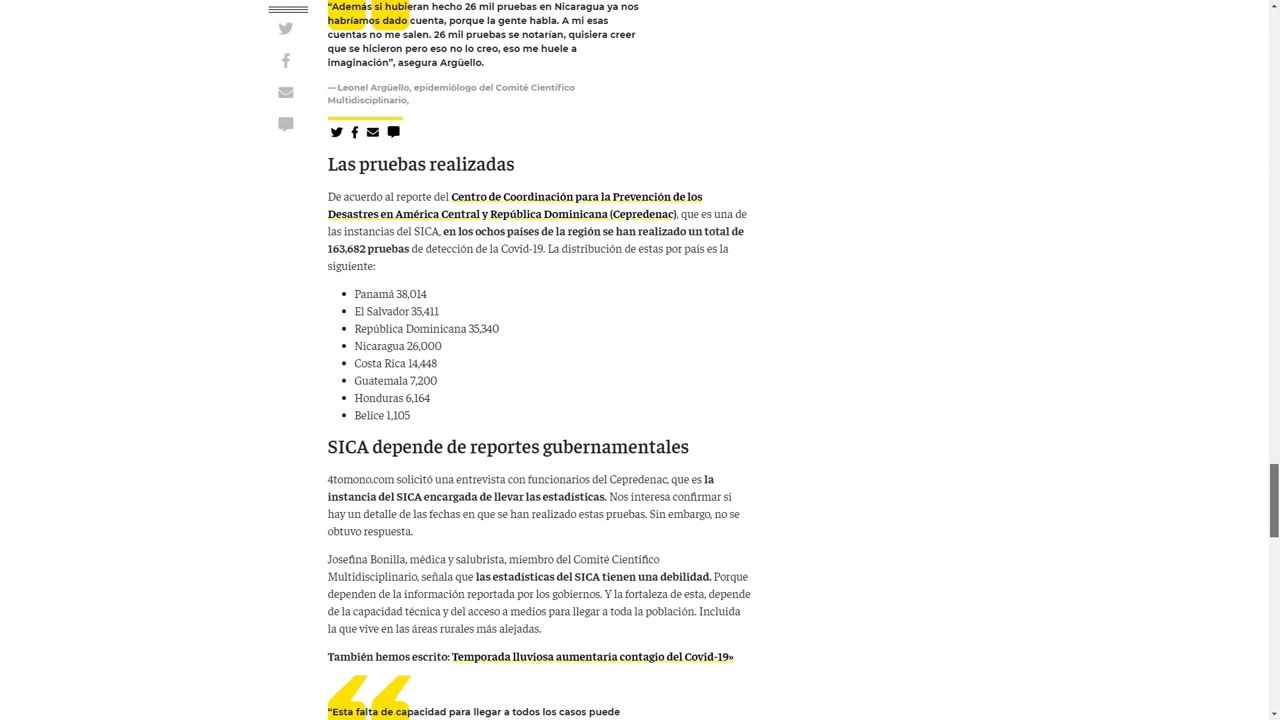 “Además si hubieran hecho 26 mil pruebas en Nicaragua ya nos
habríamos dado cuenta, porque la gente habla. A mi esas
cuentas no me salen. 26 mil pruebas se notarían, quisiera creer
que se hicieron pero eso no lo creo, eso me huele a
imaginación”, asegura Argüello.
— Leonel Argüello, epidemiólogo del Comité Científico
Multidisciplinario,
Las pruebas realizadas
De acuerdo al reporte del Centro de Coordinación para la Prevención de los
Desastres en América Central y República Dominicana (Cepredenac), que es una de
las instancias del SICA, en los ochos países de la región se han realizado un total de
163,682 pruebas de detección de la Covid-19. La distribución de estas por país es la
siguiente:
• Panamá 38,014
• El Salvador 35,411
• República Dominicana 35,340
• Nicaragua 26,000
• Costa Rica 14,448
• Guatemala 7,200
• Honduras 6,164
• Belice 1,105
SICA depende de reportes gubernamentales
4tomono.com solicitó una entrevista con funcionarios del Cepredenac, que es la
instancia del SICA encargada de llevar las estadísticas. Nos interesa confirmar si
hay un detalle de las fechas en que se han realizado estas pruebas. Sin embargo, no se
obtuvo respuesta.
Josefina Bonilla, médica y salubrista, miembro del Comité Científico
Multidisciplinario, señala que las estadísticas del SICA tienen una debilidad. Porque
dependen de la información reportada por los gobiernos. Y la fortaleza de esta, depende
de la capacidad técnica y del acceso a medios para llegar a toda la población. Incluida
la que vive en las áreas rurales más alejadas.
También hemos escrito: Temporada lluviosa aumentaría contagio del Covid-19»
“Esta falta de capacidad para llegar a todos los casos puede